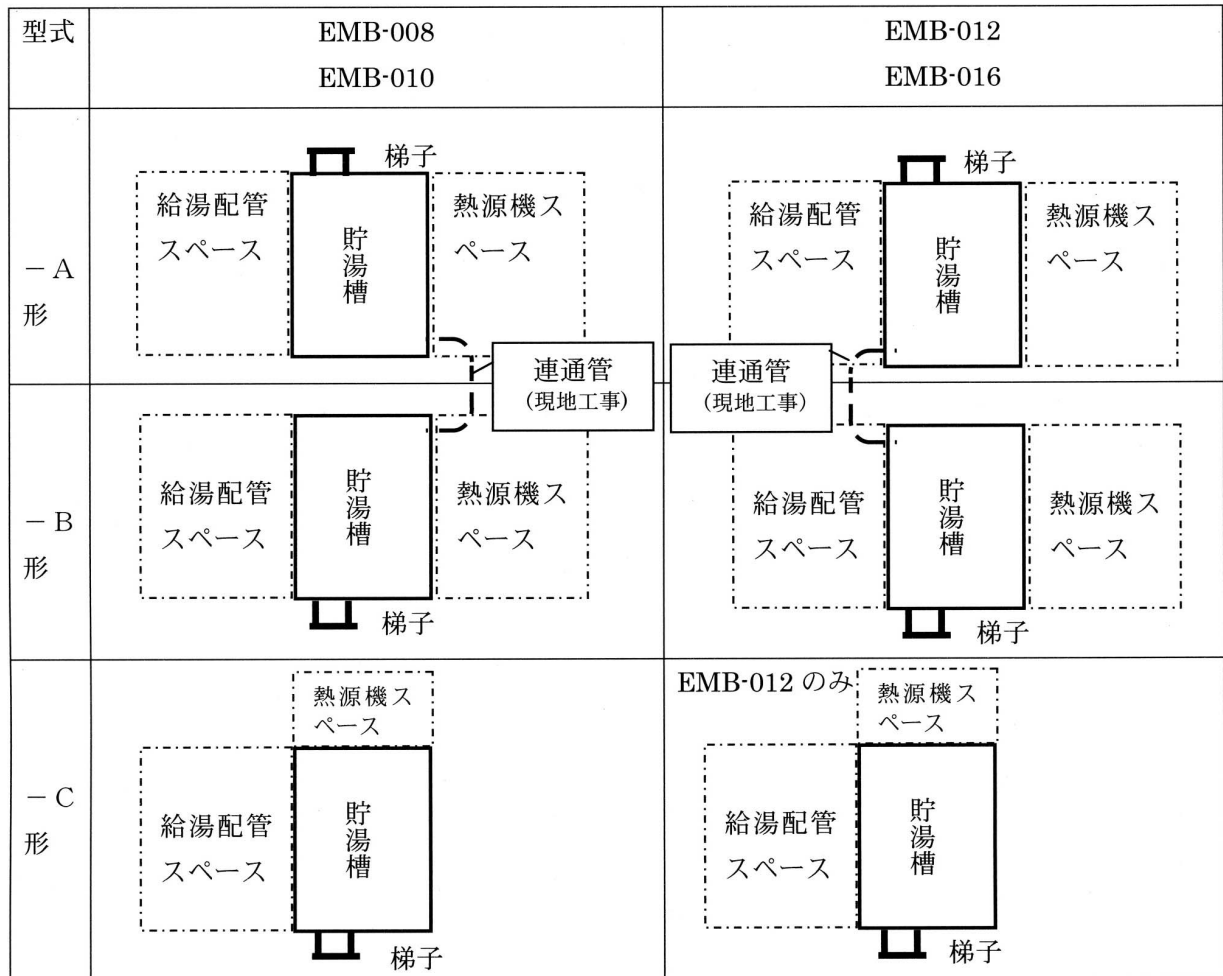 型式
EMB-008
EMB-010
EMB-012
EMB-016
－A
形
梯子
給湯配管
スペース
貯湯槽
熱源機ス
ペース
梯子
給湯配管
スペース
貯湯槽
熱源機ス
ペース
連通管
(現地工事)
連通管
(現地工事)
－B
形
給湯配管
スペース
貯湯槽
熱源機ス
ペース
梯子
給湯配管
スペース
貯湯槽
熱源機ス
ペース
梯子
－C
形
熱源機ス
ペース
給湯配管
スペース
貯湯槽
梯子
EMB-012 のみ
熱源機ス
ペース
給湯配管
スペース
貯湯槽
梯子